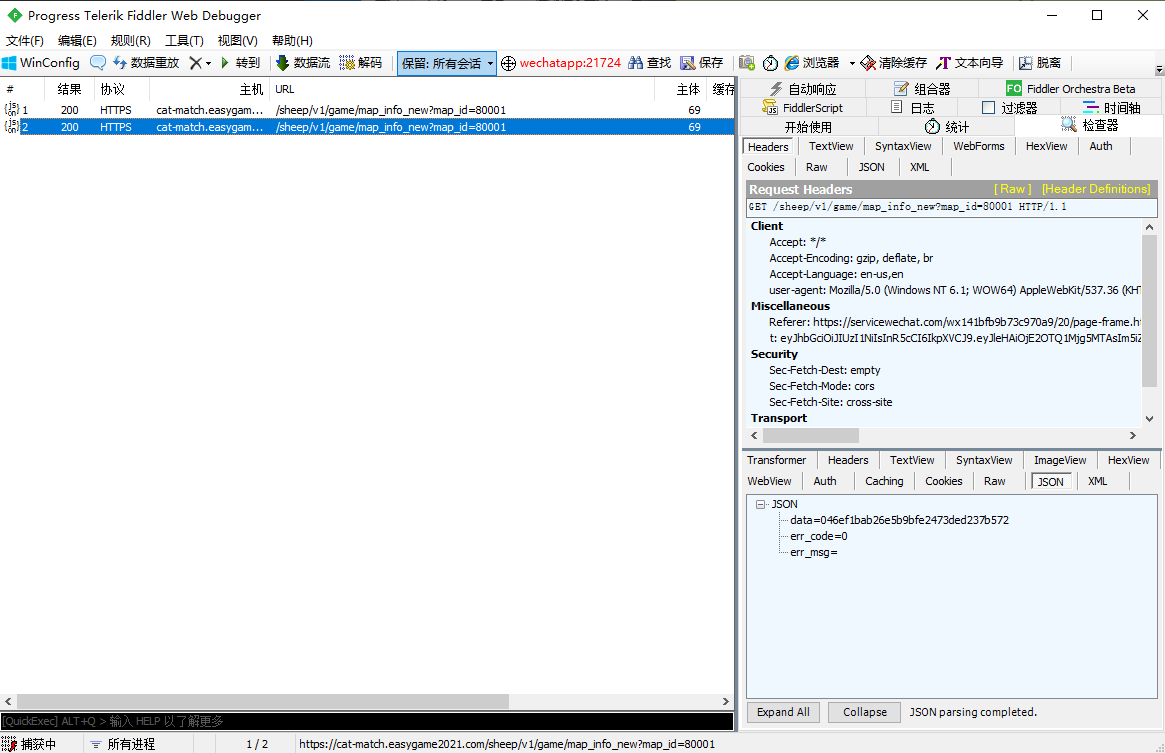 Progress Telerik Fiddler Web Debugger
文件(F) 编辑(E) 规则(R) 工具(T) 视图(V) 帮助(H)
WinConfig 数据重放 转到 数据流 解码 保留: 所有会话 wechatapp:21724 查找 保存 浏览器 清除缓存 文本向导 脱离
# 结果 协议 主机 URL 主体 缓存
1 200 HTTPS cat-match.easygam... /sheep/v1/game/map_info_new?map_id=80001 69
2 200 HTTPS cat-match.easygam... /sheep/v1/game/map_info_new?map_id=80001 69
自动响应 组合器 FO Fiddler Orchestra Beta
FiddlerScript 日志 过滤器 时间轴
开始使用 统计 检查器
Headers TextView SyntaxView WebForms HexView Auth
Cookies Raw JSON XML
Request Headers [ Raw ] [Header Definitions]
GET /sheep/v1/game/map_info_new?map_id=80001 HTTP/1.1
Client
Accept: */*
Accept-Encoding: gzip, deflate, br
Accept-Language: en-us,en
user-agent: Mozilla/5.0 (Windows NT 6.1; WOW64) AppleWebKit/537.36 (KHT
Miscellaneous
Referer: https://servicewechat.com/wx141bfb9b73c970a9/20/page-frame.ht
Security
Sec-Fetch-Dest: empty
Sec-Fetch-Mode: cors
Sec-Fetch-Site: cross-site
Transport
Transformer Headers TextView SyntaxView ImageView HexView
WebView Auth Caching Cookies Raw JSON XML
JSON
data=046ef1bab26e5b9bfe2473ded237b572
err_code=0
err_msg=
Expand All Collapse JSON parsing completed.
[QuickExec] ALT+Q > 输入 HELP 以了解更多
捕获中 所有进程 1 / 2 https://cat-match.easygame2021.com/sheep/v1/game/map_info_new?map_id=80001